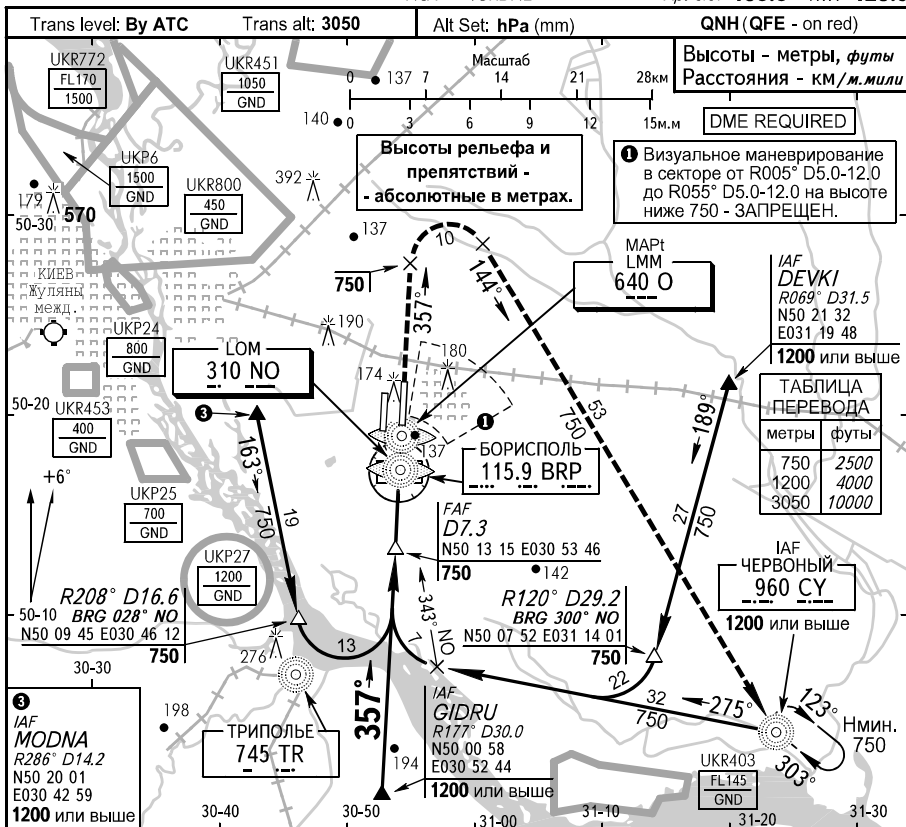 Trans level: By ATC
Trans alt: 3050
Alt Set: hPa (mm)
QNH (QFE - on red)
Высоты - метры, футы
Расстояния - км/м.мили
Масштаб
0 7 14 21 28км
0 3 6 9 12 15м.м
DME REQUIRED
Высоты рельефа и
препятствий -
- абсолютные в метрах.
❶ Визуальное маневрирование
в секторе от R005° D5.0-12.0
до R055° D5.0-12.0 на высоте
ниже 750 - ЗАПРЕЩЕН.
UKR772
FL170
1500
UKR451
1050
GND
137
140
UKP6
1500
GND
UKR800
450
GND
392
179
570
50-30
137
КИЕВ
Жуляны
межд.
UKP24
800
GND
190
180
174
137
UKR453
400
GND
50-20
+6°
UKP25
700
GND
UKP27
1200
GND
LOM
310 NO
MAPt
LMM
640 O
750
357°
10
144°
53
750
❶
БОРИСПОЛЬ
115.9 BRP
IAF
DEVKI
R069° D31.5
N50 21 32
E031 19 48
1200 или выше
ТАБЛИЦА
ПЕРЕВОДА
метры футы
750 2500
1200 4000
3050 10000
189°
27
750
❸
163°
19
750
FAF
D7.3
N50 13 15 E030 53 46
750
142
R208° D16.6
BRG 028° NO
N50 09 45 E030 46 12
750
50-10
R120° D29.2
BRG 300° NO
N50 07 52 E031 14 01
750
IAF
ЧЕРВОНЫЙ
960 CY
1200 или выше
276
13
343° NO
7
22
32
275°
750
123°
303°
Hмин.
750
30-30
198
ТРИПОЛЬЕ
745 TR
357°
194
IAF
GIDRU
R177° D30.0
N50 00 58
E030 52 44
1200 или выше
UKR403
FL145
GND
❸
IAF
MODNA
R286° D14.2
N50 20 01
E030 42 59
1200 или выше
30-40
30-50
31-00
31-10
31-20
31-30